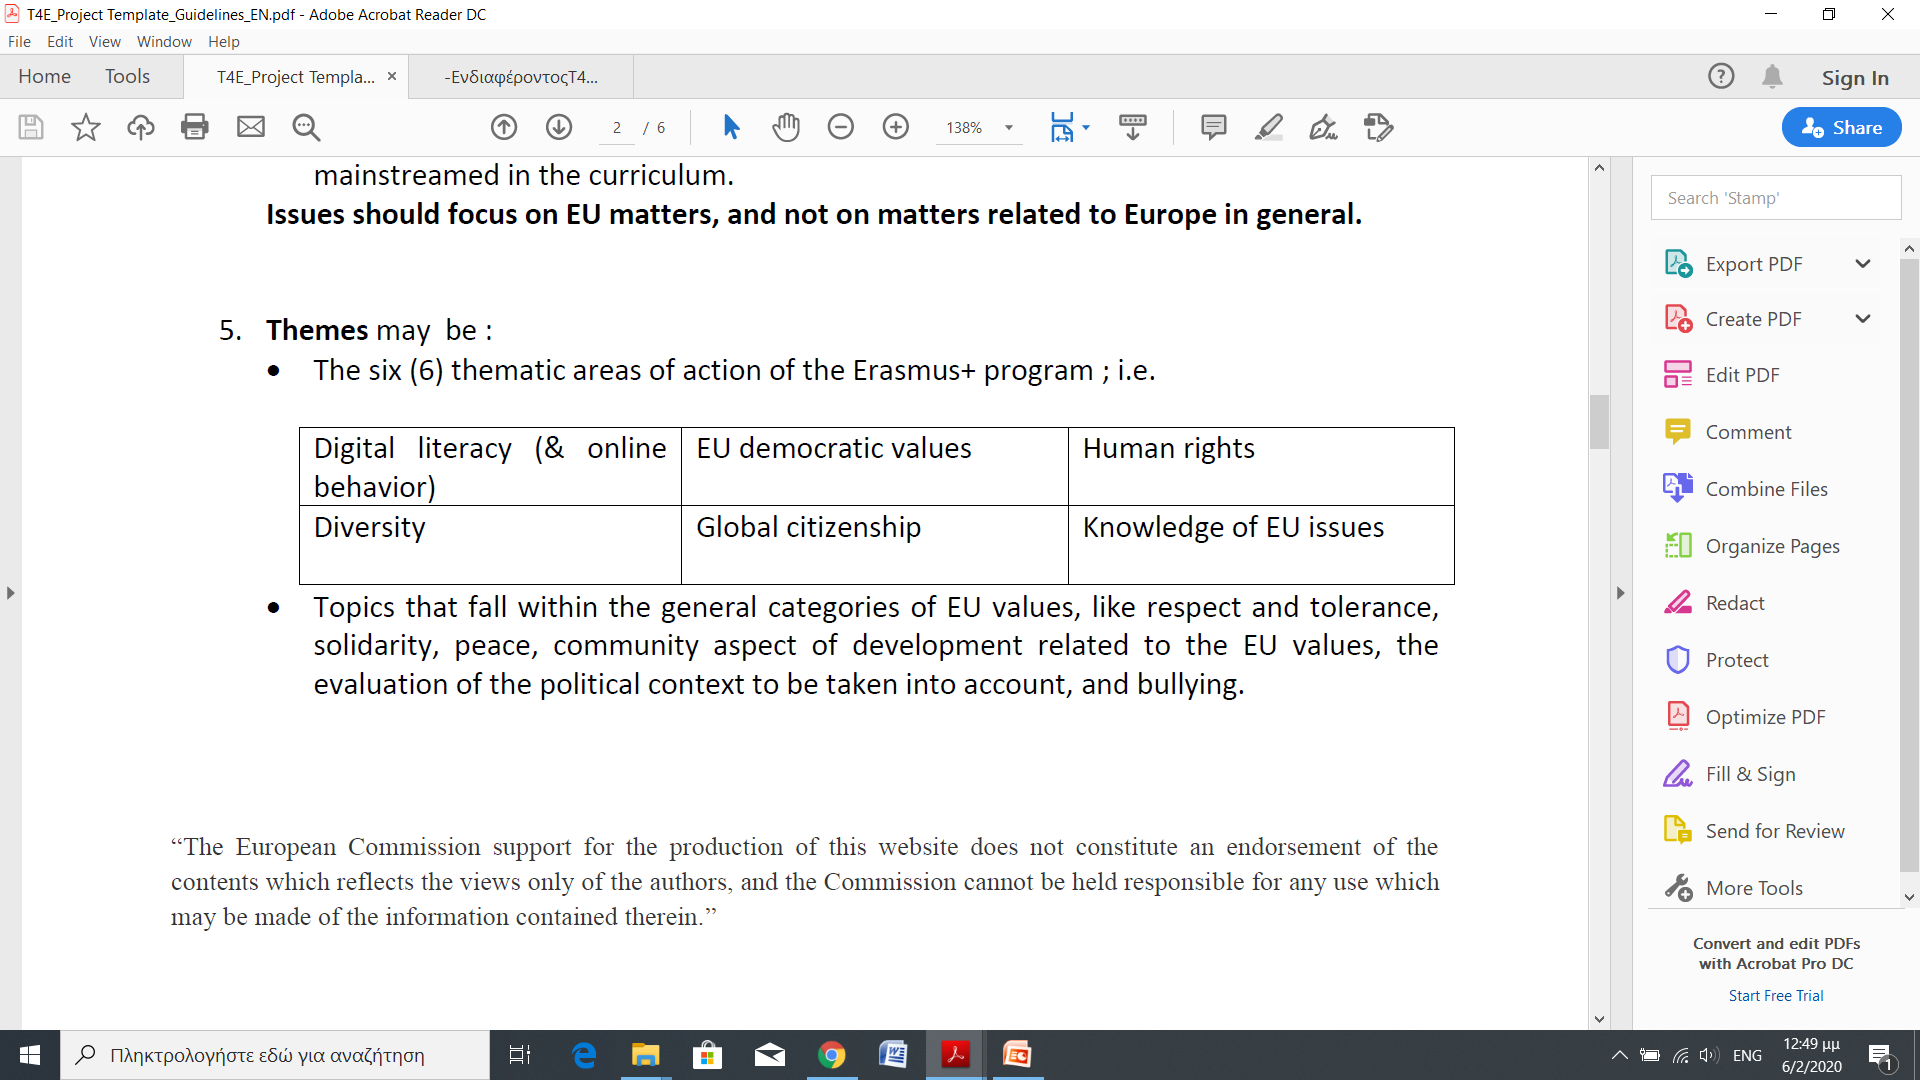 T4E_Project Template_Guidelines_EN.pdf - Adobe Acrobat Reader DC
File Edit View Window Help
Home Tools T4E_Project Templa... × -ΕνδιαφέροντοςT4... Sign In
2 / 6 138% Share
mainstreamed in the curriculum.
Issues should focus on EU matters, and not on matters related to Europe in general.
5. Themes may be :
• The six (6) thematic areas of action of the Erasmus+ program ; i.e.
Digital literacy (& online
behavior)
EU democratic values
Human rights
Diversity
Global citizenship
Knowledge of EU issues
• Topics that fall within the general categories of EU values, like respect and tolerance,
solidarity, peace, community aspect of development related to the EU values, the
evaluation of the political context to be taken into account, and bullying.
“The European Commission support for the production of this website does not constitute an endorsement of the
contents which reflects the views only of the authors, and the Commission cannot be held responsible for any use which
may be made of the information contained therein.”
Search 'Stamp'
Export PDF
Create PDF
Edit PDF
Comment
Combine Files
Organize Pages
Redact
Protect
Optimize PDF
Fill & Sign
Send for Review
More Tools
Convert and edit PDFs
with Acrobat Pro DC
Start Free Trial
Πληκτρολογήστε εδώ για αναζήτηση
ENG
12:49 μμ
6/2/2020
1